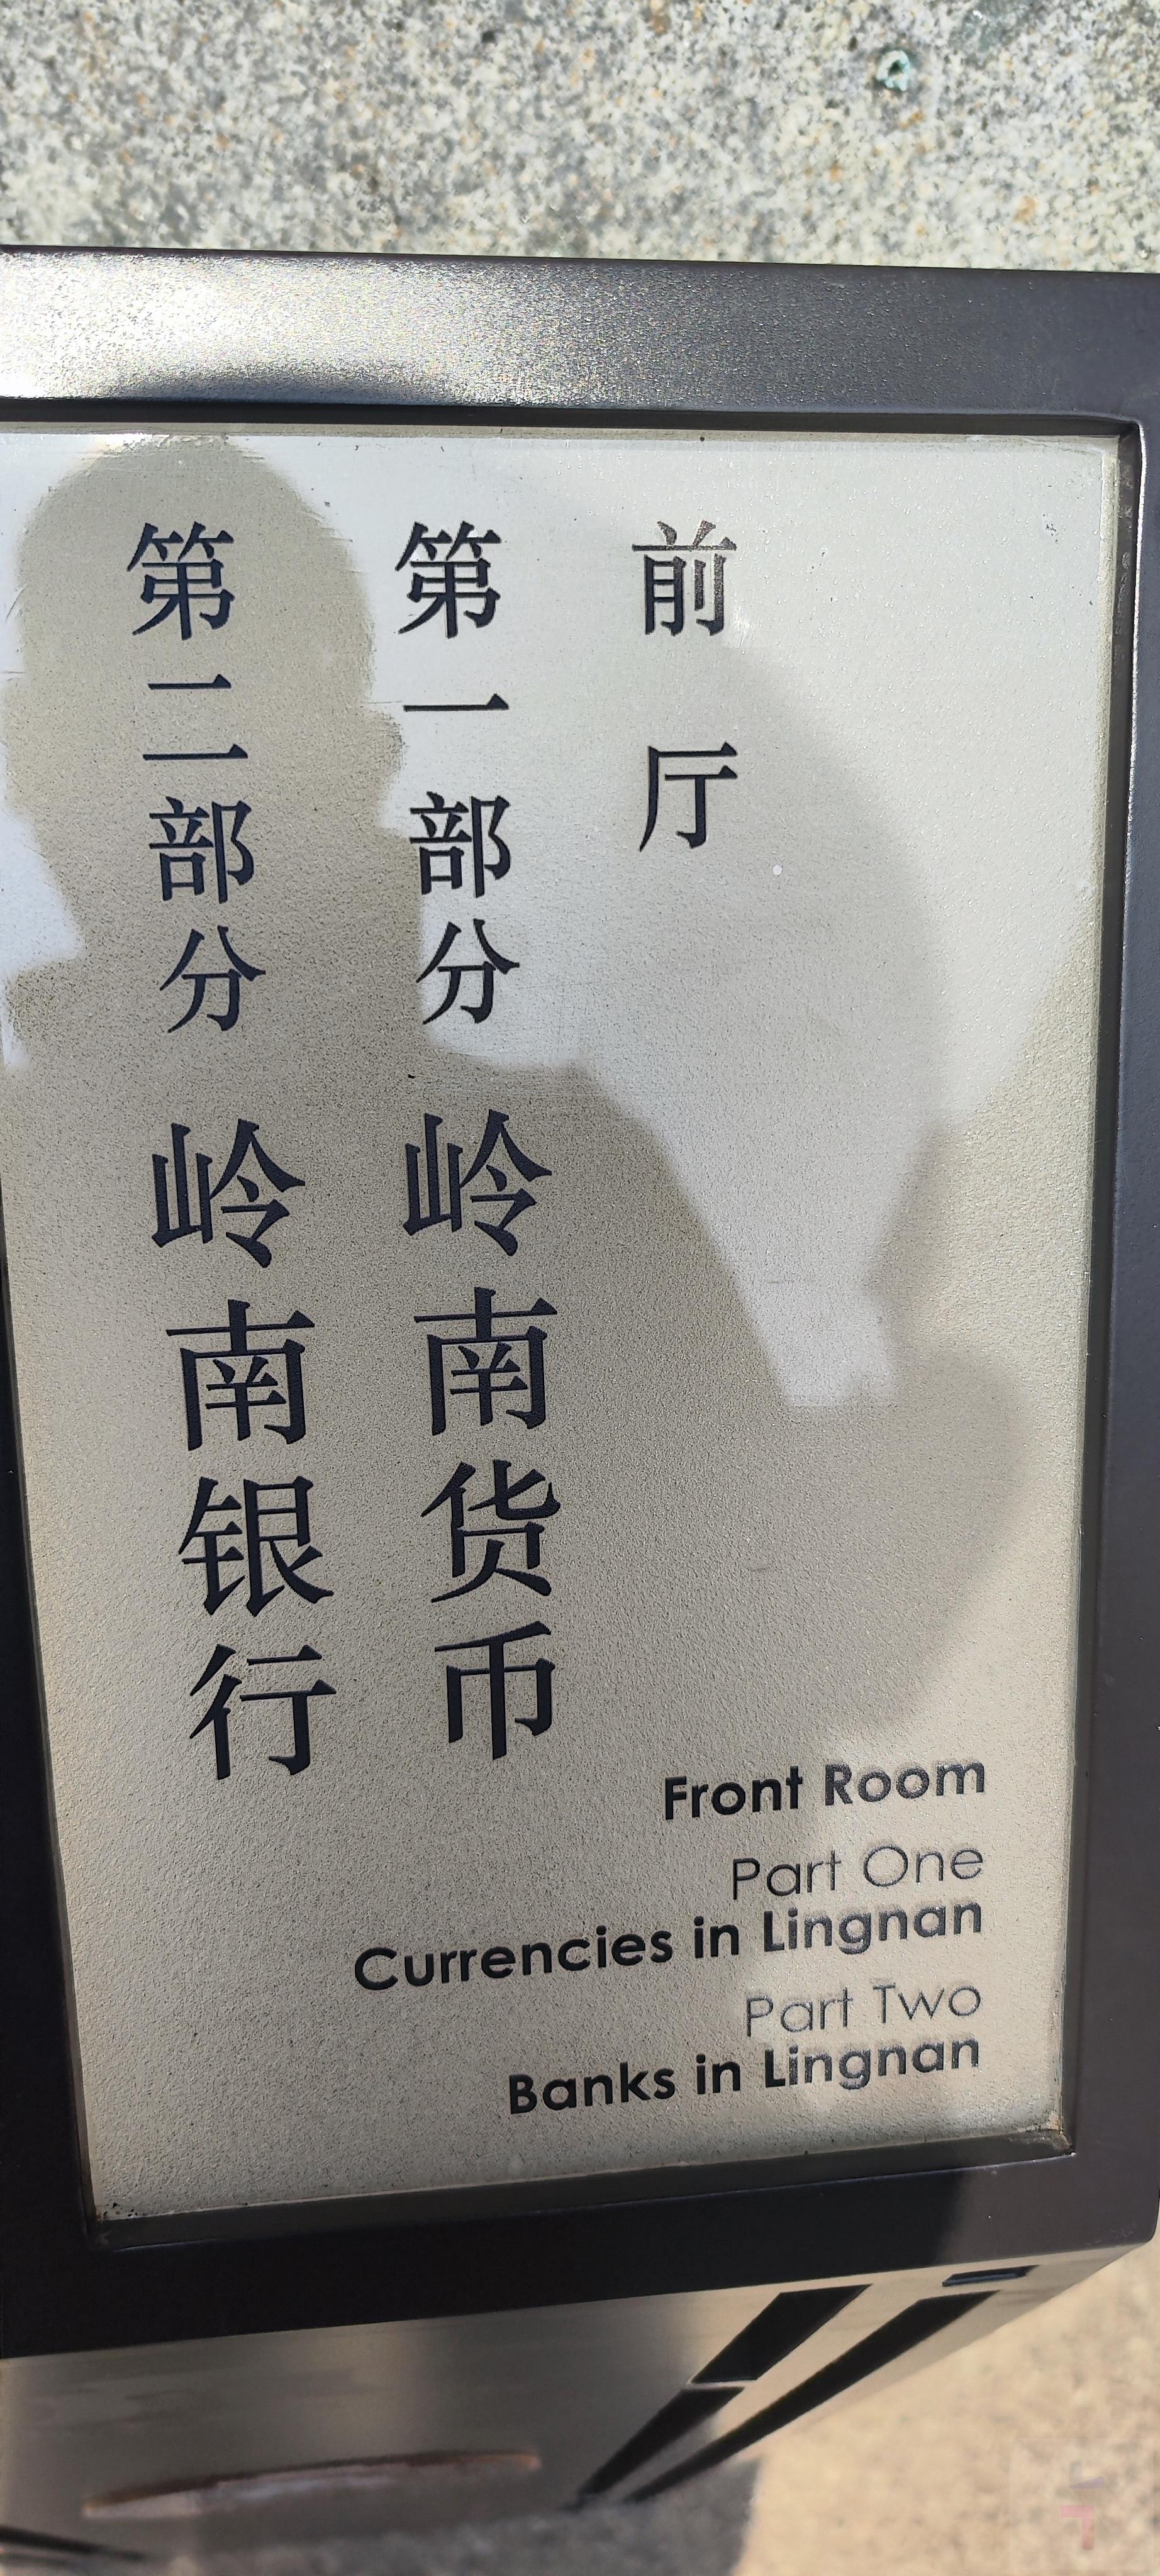 前厅
第一部分 岭南货币
第二部分 岭南银行
Front Room
Part One
Currencies in Lingnan
Part Two
Banks in Lingnan